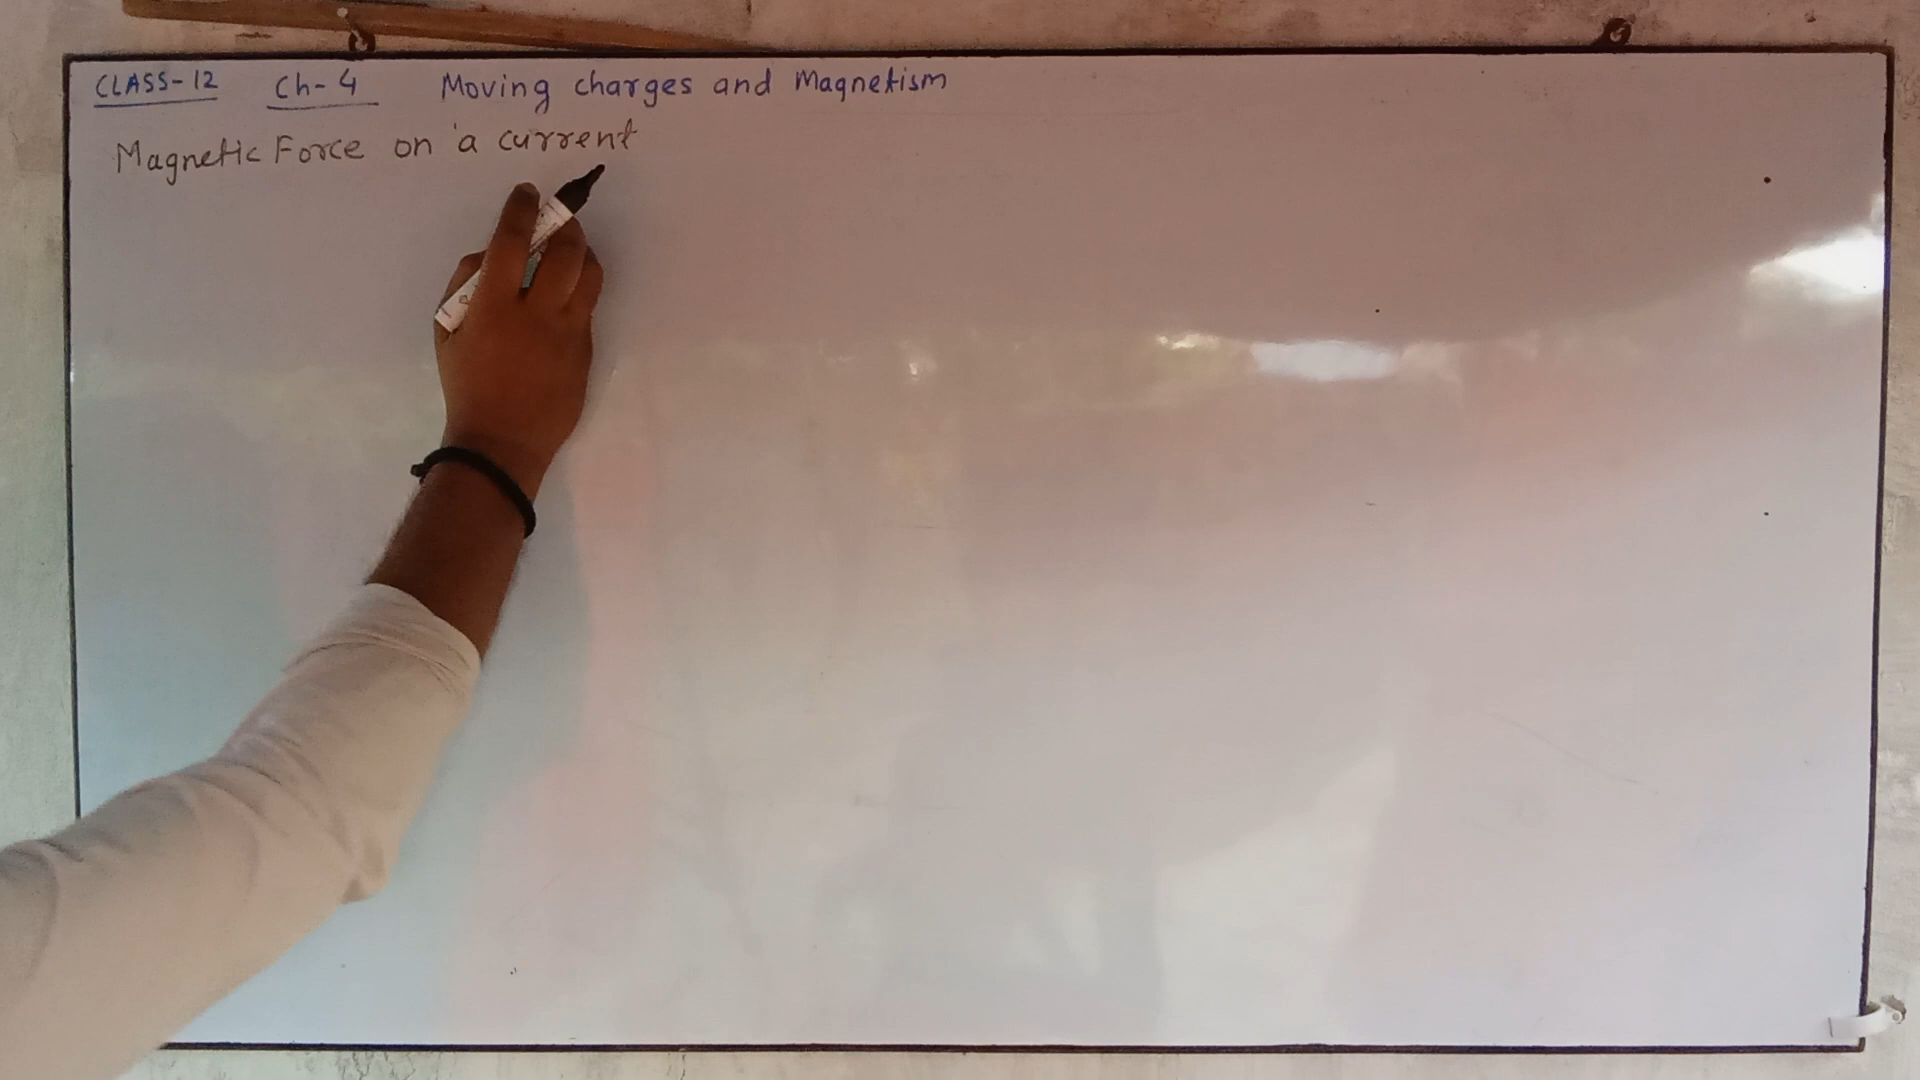 CLASS-12 Ch-4 Moving charges and Magnetism
Magnetic Force on a current